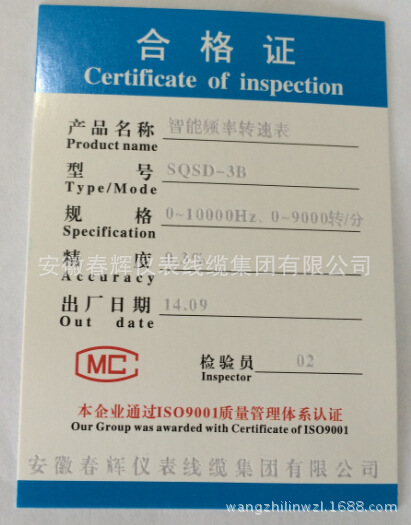 合格证
Certificate of inspection
产品名称 智能频率转速表
Product name
型号 SQSD-3B
Type/Mode
规格 0~10000Hz、0~9000转/分
Specification
精度
安徽春辉仪表线缆集团有限公司
Accuracy
出厂日期 14.09
Out date
MC 检验员 02
Inspector
本企业通过ISO9001质量管理体系认证
Our Group was awarded with Certificate of ISO9001
安徽春辉仪表线缆集团有限公司
wangzhilinwzl.1688.com